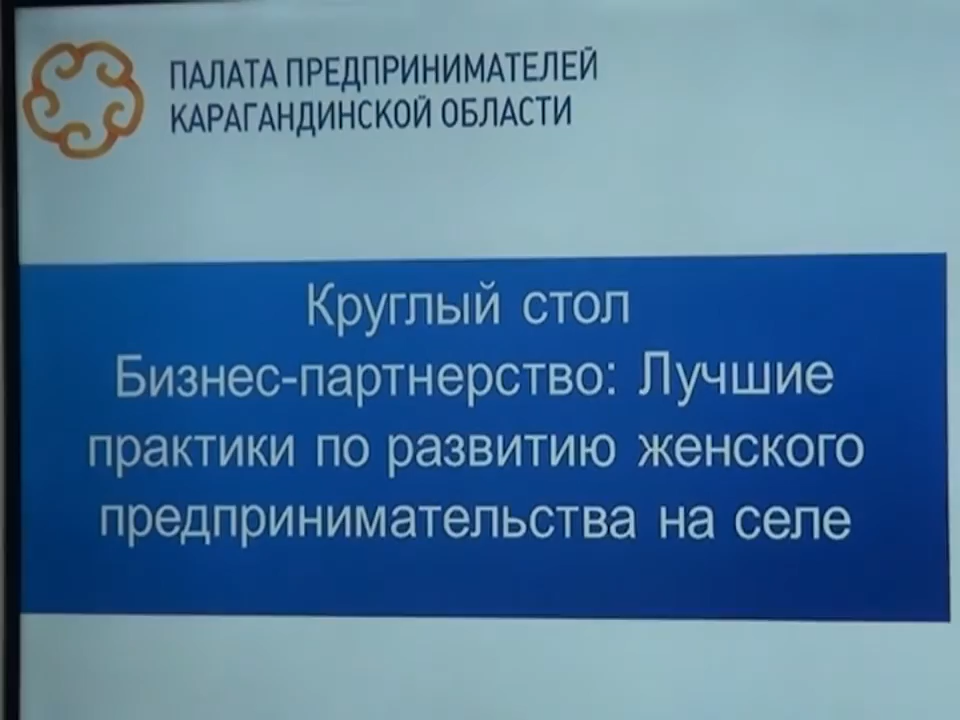 ПАЛАТА ПРЕДПРИНИМАТЕЛЕЙ
КАРАГАНДИНСКОЙ ОБЛАСТИ
Круглый стол
Бизнес-партнерство: Лучшие
практики по развитию женского
предпринимательства на селе